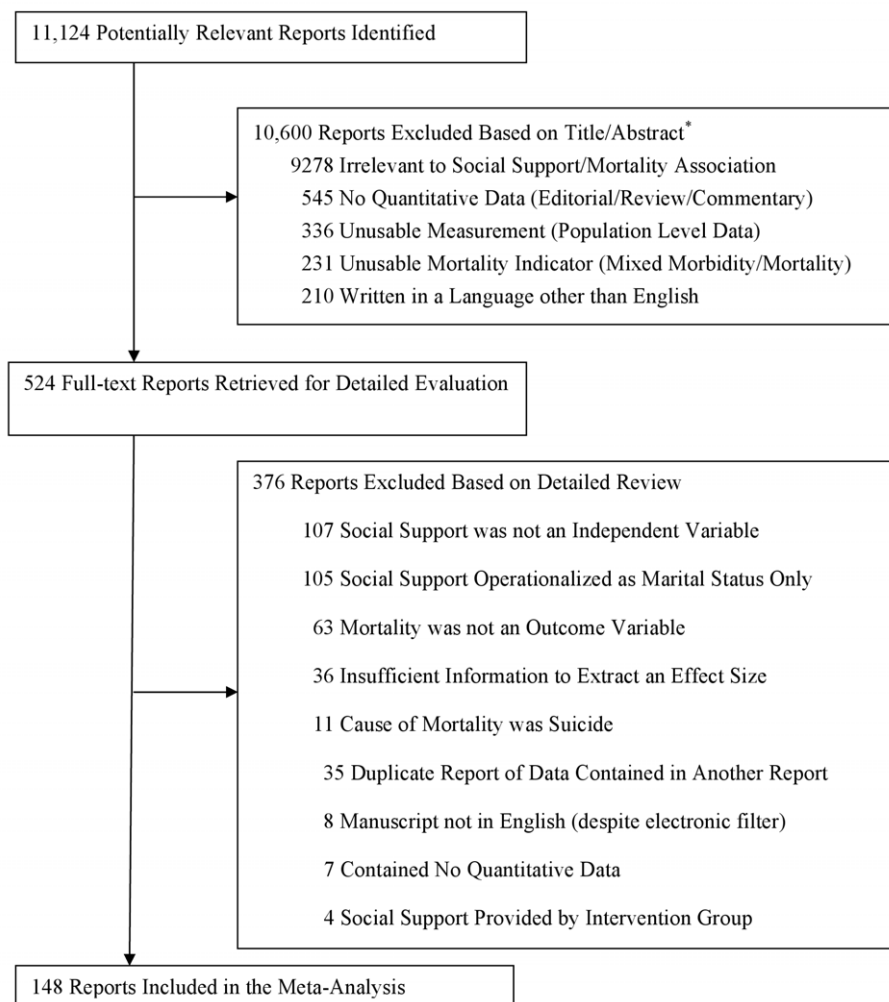 11,124 Potentially Relevant Reports Identified
10,600 Reports Excluded Based on Title/Abstract*
9278 Irrelevant to Social Support/Mortality Association
545 No Quantitative Data (Editorial/Review/Commentary)
336 Unusable Measurement (Population Level Data)
231 Unusable Mortality Indicator (Mixed Morbidity/Mortality)
210 Written in a Language other than English
524 Full-text Reports Retrieved for Detailed Evaluation
376 Reports Excluded Based on Detailed Review
107 Social Support was not an Independent Variable
105 Social Support Operationalized as Marital Status Only
63 Mortality was not an Outcome Variable
36 Insufficient Information to Extract an Effect Size
11 Cause of Mortality was Suicide
35 Duplicate Report of Data Contained in Another Report
8 Manuscript not in English (despite electronic filter)
7 Contained No Quantitative Data
4 Social Support Provided by Intervention Group
148 Reports Included in the Meta-Analysis